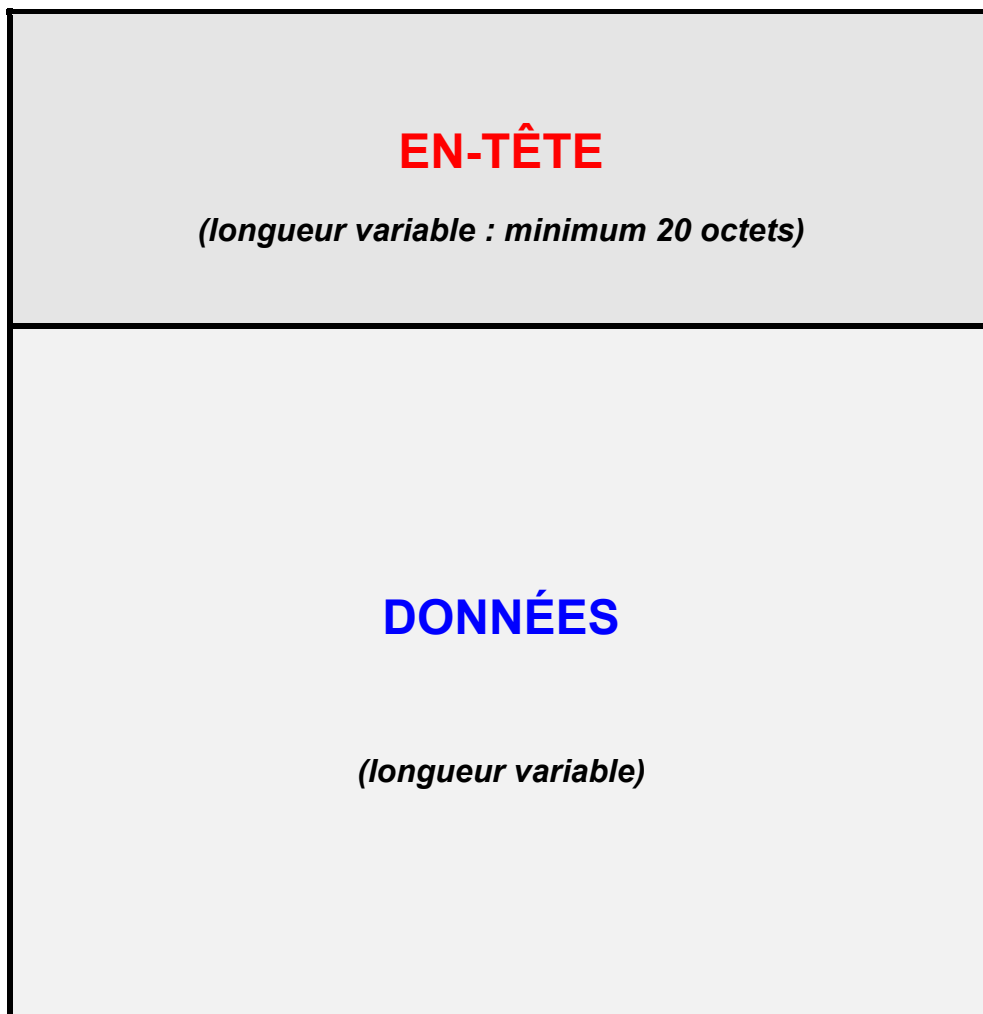 EN-TÊTE
(longueur variable : minimum 20 octets)
DONNÉES
(longueur variable)